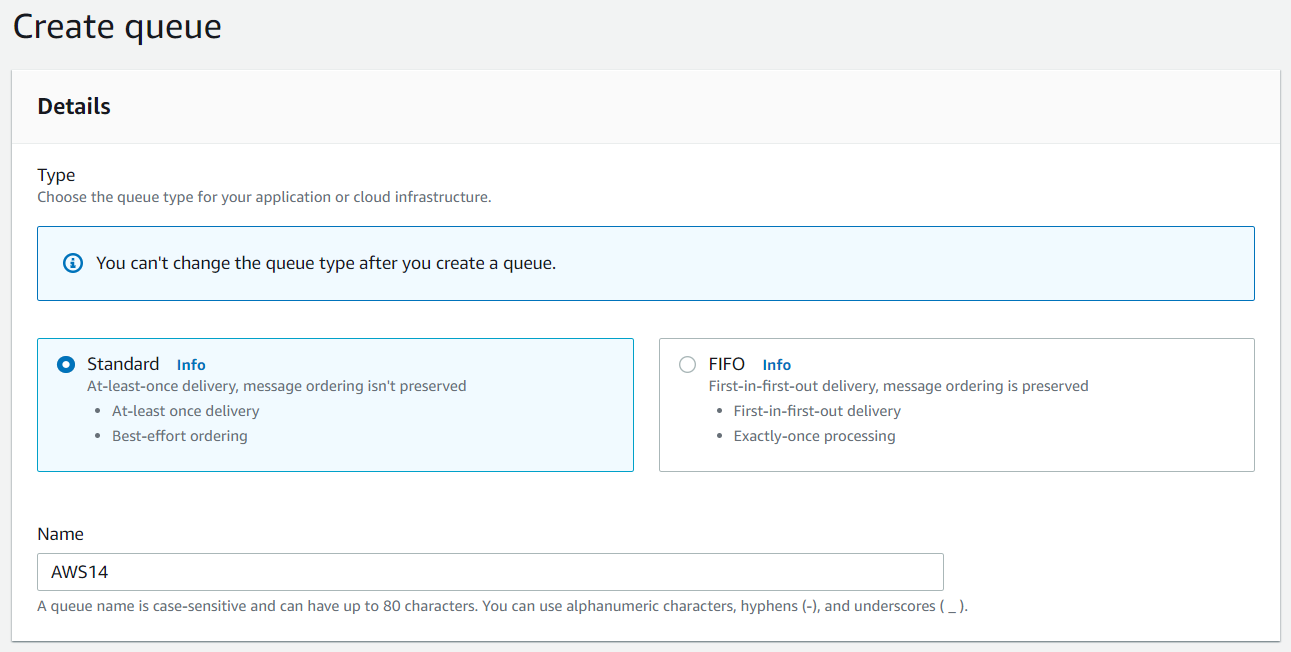 Create queue
Details
Type
Choose the queue type for your application or cloud infrastructure.
You can't change the queue type after you create a queue.
Standard Info
At-least-once delivery, message ordering isn't preserved
• At-least once delivery
• Best-effort ordering
FIFO Info
First-in-first-out delivery, message ordering is preserved
• First-in-first-out delivery
• Exactly-once processing
Name
AWS14
A queue name is case-sensitive and can have up to 80 characters. You can use alphanumeric characters, hyphens (-), and underscores ( _ ).